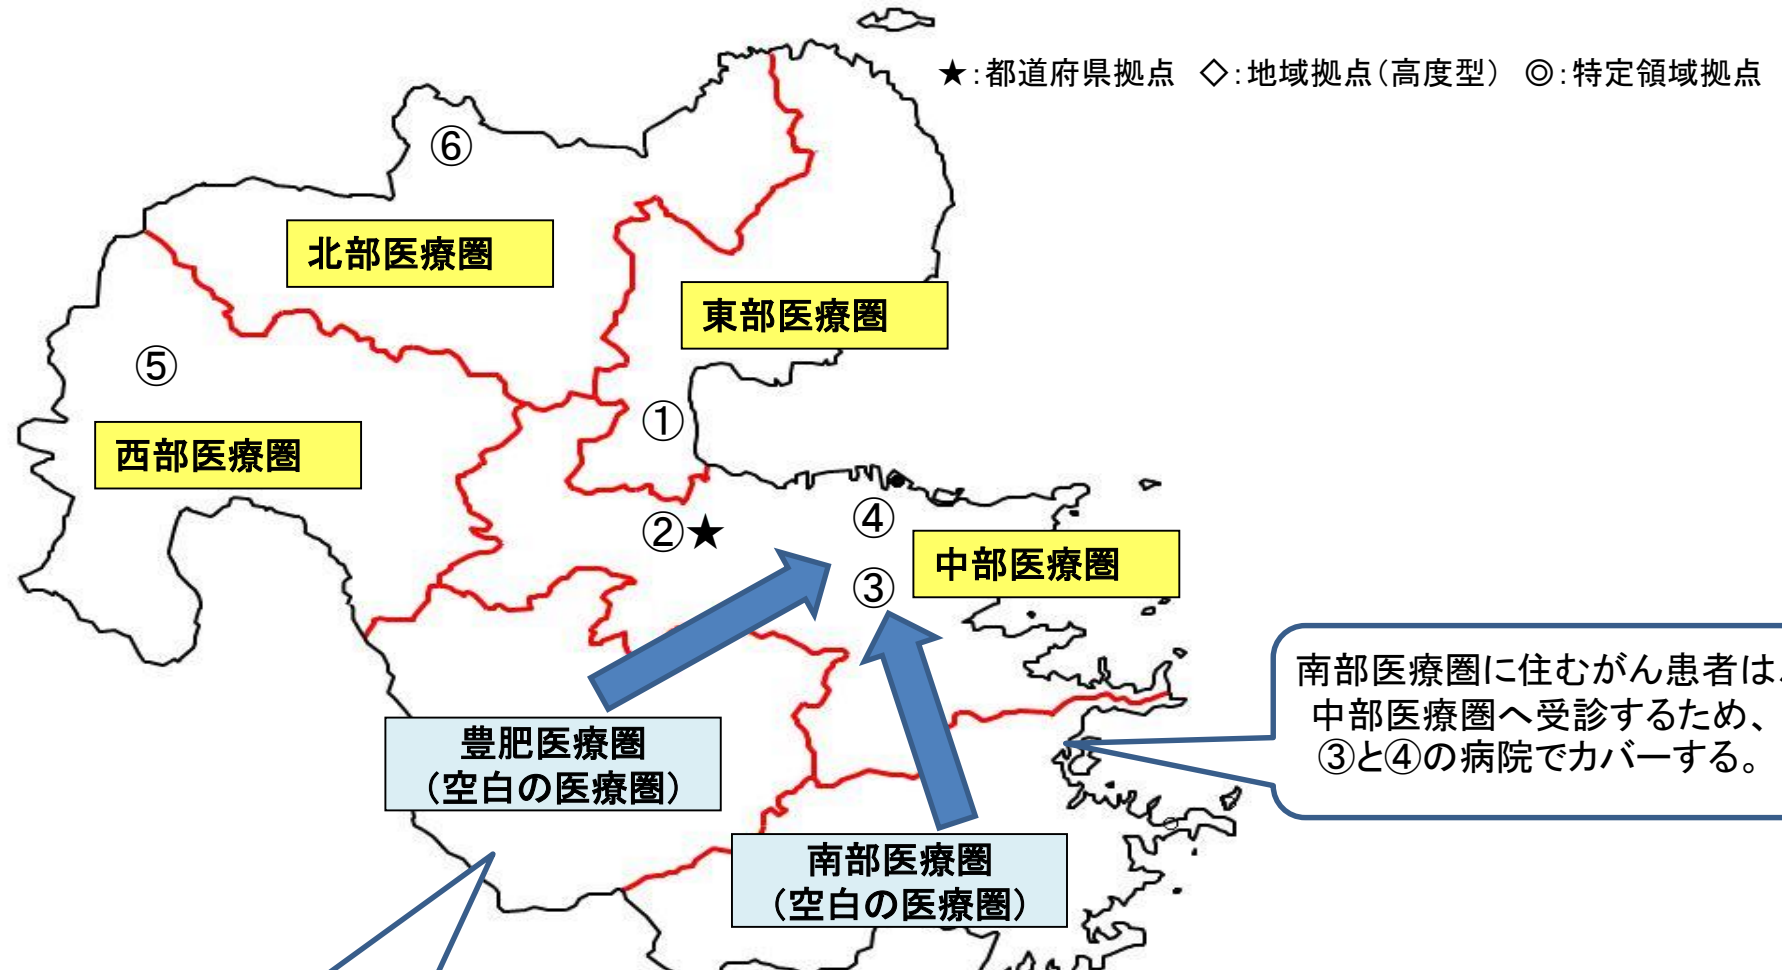 ★:都道府県拠点 ◇:地域拠点(高度型) ◎:特定領域拠点
⑥
北部医療圏
東部医療圏
⑤
①
西部医療圏
②★
④
中部医療圏
③
南部医療圏に住むがん患者は、
中部医療圏へ受診するため、
③と④の病院でカバーする。
豊肥医療圏
(空白の医療圏)
南部医療圏
(空白の医療圏)